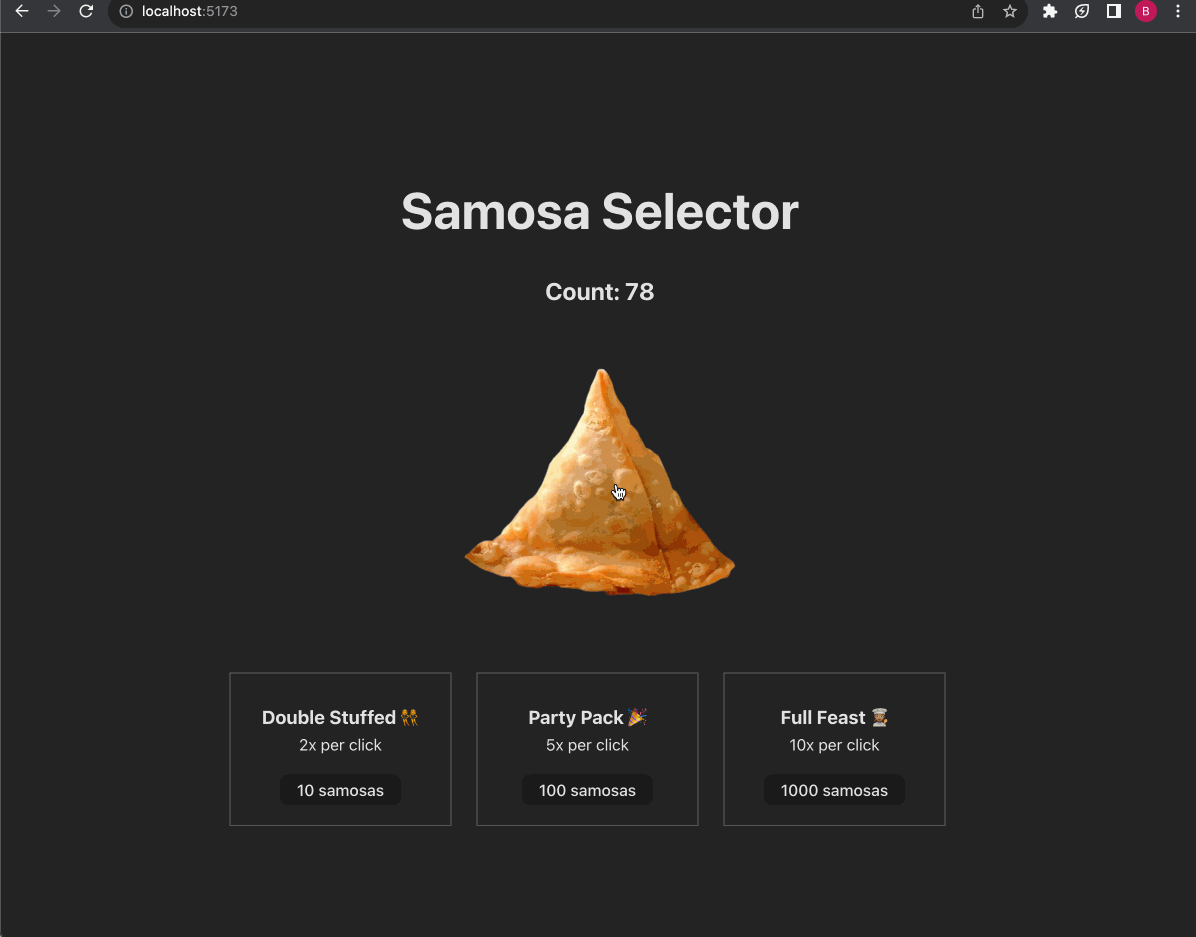 localhost:5173
B
Samosa Selector
Count: 78
Double Stuffed 👯
2x per click
10 samosas
Party Pack 🎉
5x per click
100 samosas
Full Feast 👩🏽‍🍳
10x per click
1000 samosas